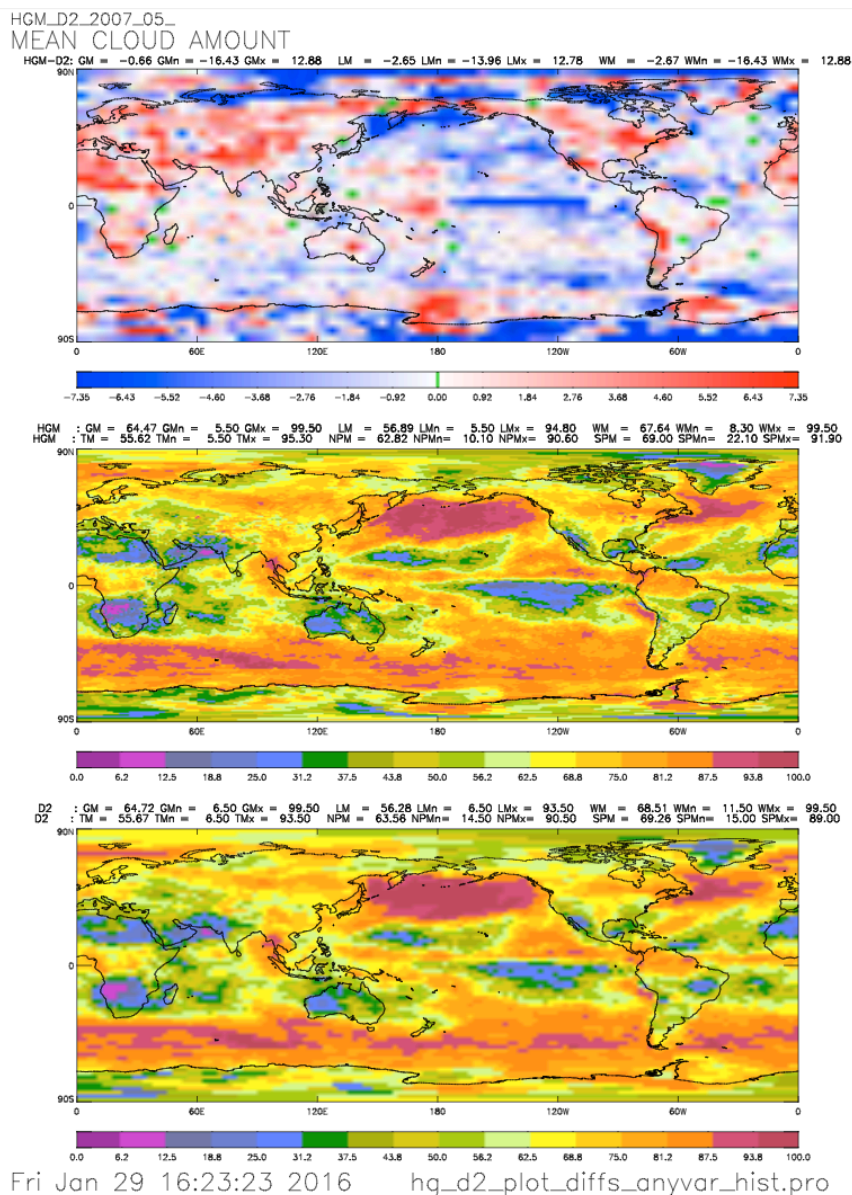 HGM_D2_2007_05_
MEAN CLOUD AMOUNT
HGM-D2: GM = -0.66 GMn = -16.43 GMx = 12.88 LM = -2.65 LMn = -13.96 LMx = 12.78 WM = -2.67 WMn = -16.43 WMx = 12.88
90N
0
90S
0 60E 120E 180 120W 60W 0
-7.35 -6.43 -5.52 -4.60 -3.68 -2.76 -1.84 -0.92 0.00 0.92 1.84 2.76 3.68 4.60 5.52 6.43 7.35
HGM : GM = 64.47 GMn = 5.50 GMx = 99.50 LM = 56.89 LMn = 5.50 LMx = 94.80 WM = 67.64 WMn = 8.30 WMx = 99.50
HGM : TM = 55.62 TMn = 5.50 TMx = 95.30 NPM = 62.82 NPMn = 10.10 NPMx= 90.60 SPM = 69.00 SPMn= 22.10 SPMx= 91.90
90N
0
90S
0 60E 120E 180 120W 60W 0
0.0 6.2 12.5 18.8 25.0 31.2 37.5 43.8 50.0 56.2 62.5 68.8 75.0 81.2 87.5 93.8 100.0
D2 : GM = 64.72 GMn = 6.50 GMx = 99.50 LM = 56.28 LMn = 6.50 LMx = 93.50 WM = 68.51 WMn = 11.50 WMx = 99.50
D2 : TM = 55.67 TMn = 6.50 TMx = 93.50 NPM = 63.56 NPMn = 14.50 NPMx= 90.50 SPM = 69.26 SPMn= 15.00 SPMx= 89.00
90N
0
90S
0 60E 120E 180 120W 60W 0
0.0 6.2 12.5 18.8 25.0 31.2 37.5 43.8 50.0 56.2 62.5 68.8 75.0 81.2 87.5 93.8 100.0
Fri Jan 29 16:23:23 2016 hg_d2_plot_diffs_anyvar_hist.pro